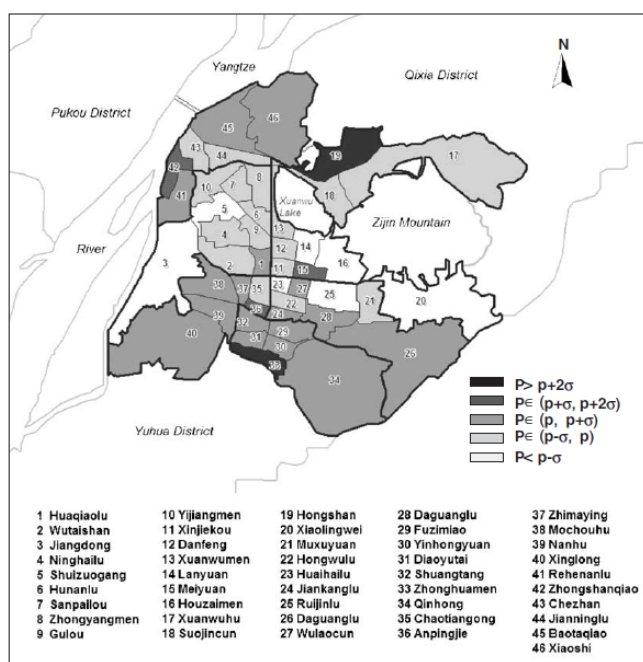 N
Yangtze
Qixia District
Pukou District
46
45
19
43
44
17
42
10
7
8
18
41
5
6
Xuanwu
Lake
Zijin Mountain
4
9
13
14
12
16
River
3
2
1
11
15
23
38
37
35
27
25
21
20
22
36
24
28
39
32
29
40
31
30
26
33
34
Yuhua District
P> p+2σ
P∈ (p+σ, p+2σ)
P∈ (p, p+σ)
P∈ (p-σ, p)
P< p-σ
1 Huaqiaolu
2 Wutaishan
3 Jiangdong
4 Ninghailu
5 Shuizuogang
6 Hunanlu
7 Sanpailou
8 Zhongyangmen
9 Gulou
10 Yijiangmen
11 Xinjiekou
12 Danfeng
13 Xuanwumen
14 Lanyuan
15 Meiyuan
16 Houzaimen
17 Xuanwuhu
18 Suojincun
19 Hongshan
20 Xiaolingwei
21 Muxuyuan
22 Hongwulu
23 Huaihailu
24 Jiankanglu
25 Ruijinlu
26 Daguanglu
27 Wulaocun
28 Daguanglu
29 Fuzimiao
30 Yinhongyuan
31 Diaoyutai
32 Shuangtang
33 Zhonghuamen
34 Qinhong
35 Chaotiangong
36 Anpingjie
37 Zhimaying
38 Mochouhu
39 Nanhu
40 Xinglong
41 Rehenanlu
42 Zhongshanqiao
43 Chezhan
44 Jianninglu
45 Baotaqiao
46 Xiaoshi